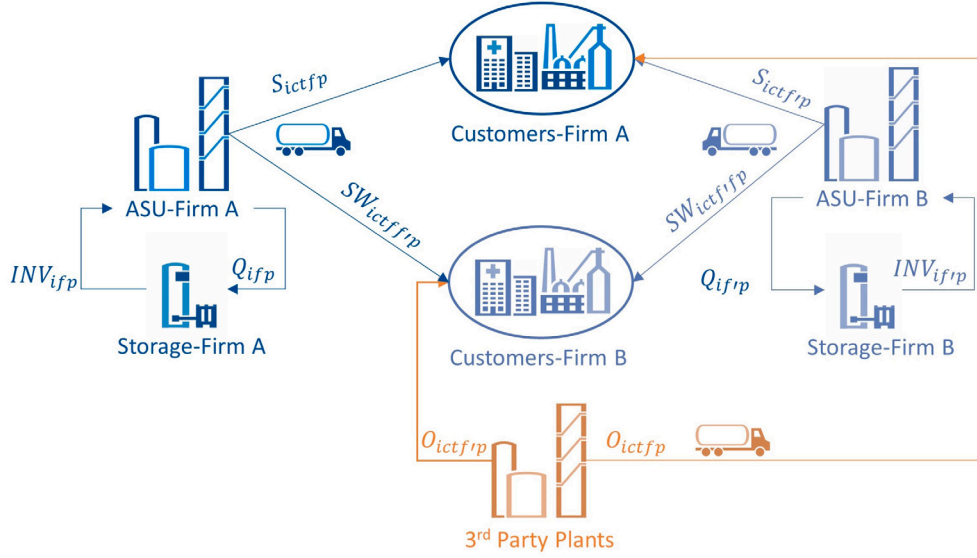 S_ictfp
Customers-Firm A
S_ictf′p
ASU-Firm A
SW_ictff′p
SW_ictf′fp
ASU-Firm B
INV_ifp
Q_ifp
Q_if′p
INV_if′p
Storage-Firm A
Customers-Firm B
Storage-Firm B
O_ictf′p
O_ictfp
3rd Party Plants